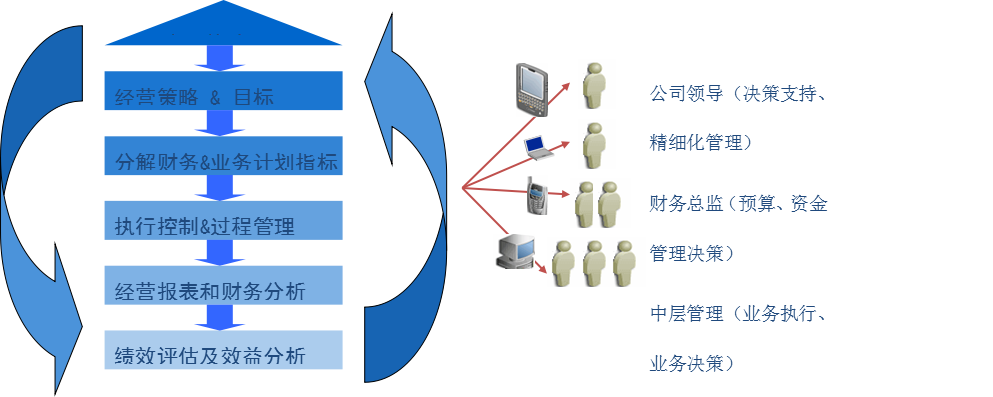 经营策略 & 目标
分解财务&业务计划指标
执行控制&过程管理
经营报表和财务分析
绩效评估及效益分析
公司领导（决策支持、
精细化管理）
财务总监（预算、资金
管理决策）
中层管理（业务执行、
业务决策）